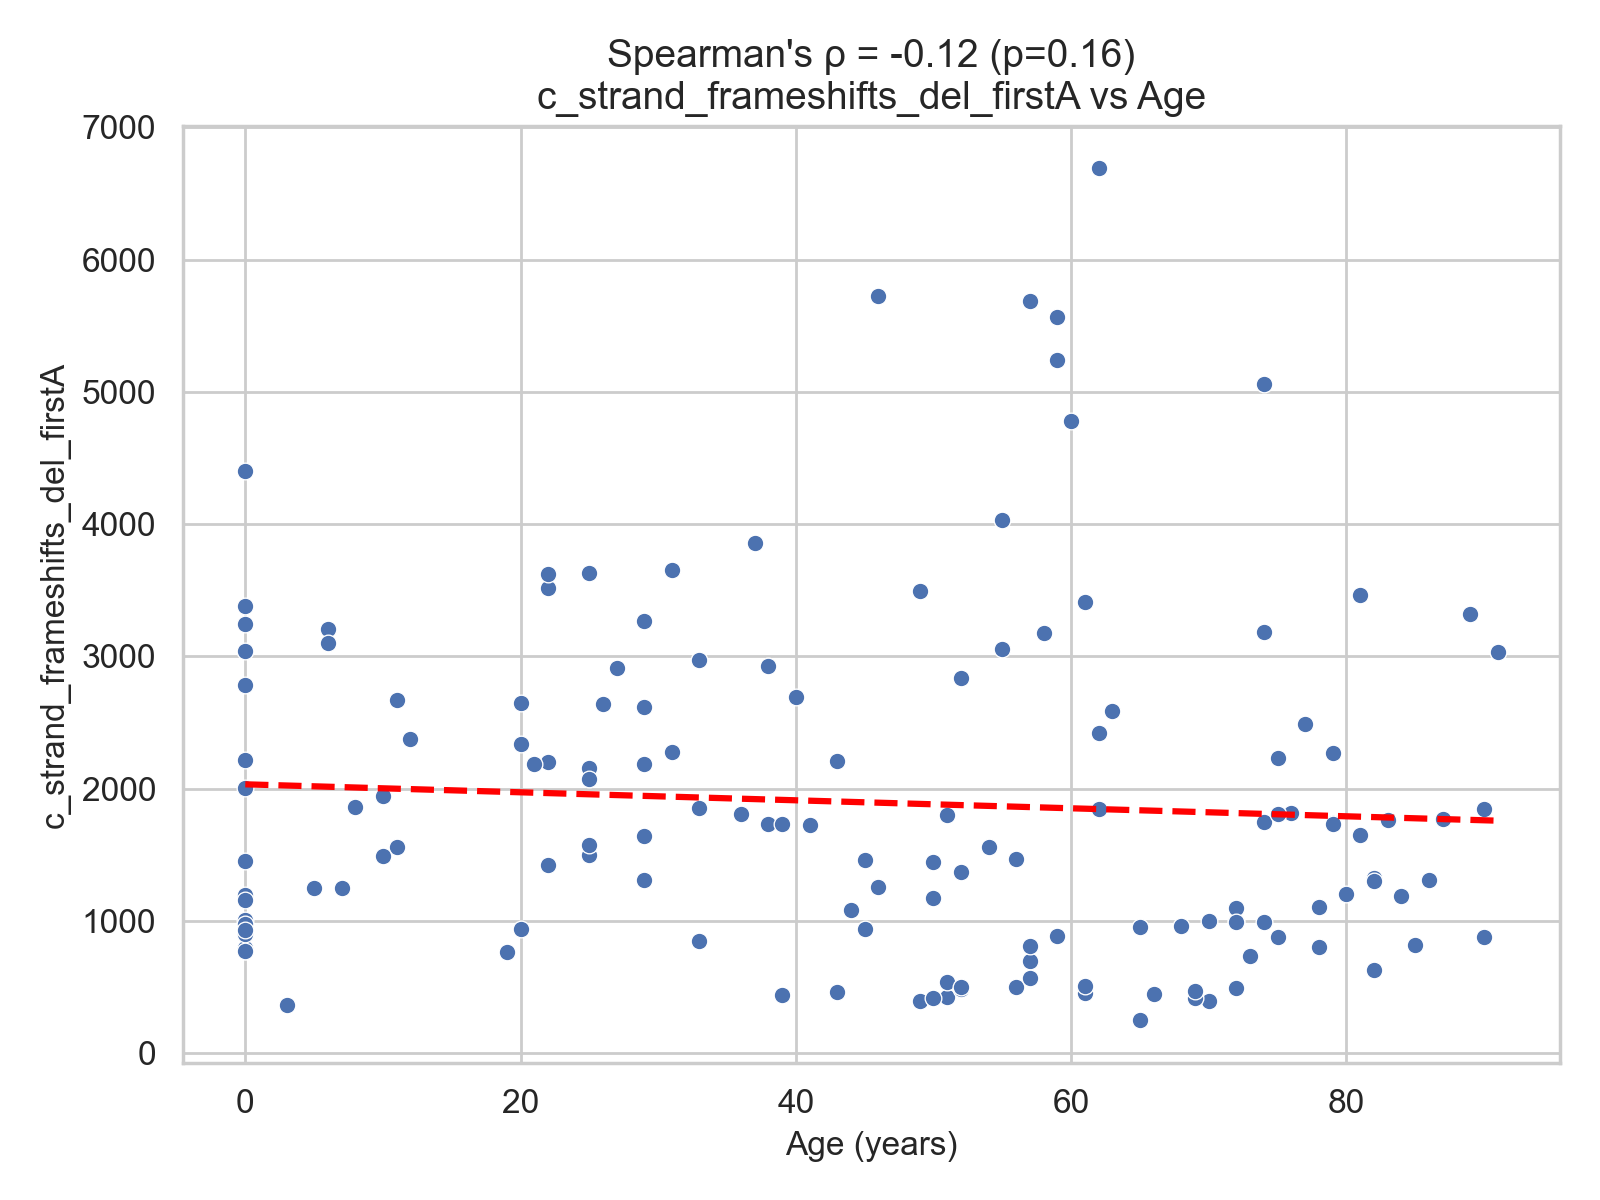 Spearman's ρ = -0.12 (p=0.16)
c_strand_frameshifts_del_firstA vs Age
7000
6000
5000
4000
3000
2000
1000
0
c_strand_frameshifts_del_firstA
0 20 40 60 80
Age (years)